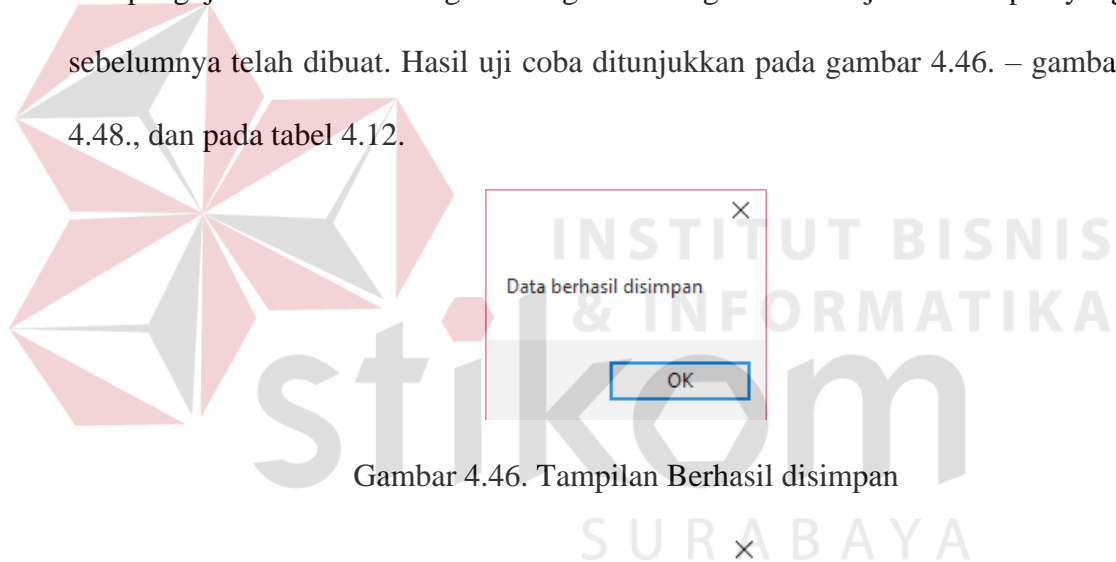 sebelumnya telah dibuat. Hasil uji coba ditunjukkan pada gambar 4.46. – gamba
4.48., dan pada tabel 4.12.
INSTITUT BISNIS
Data berhasil disimpan
& INFORMATIKA
stikom
OK
Gambar 4.46. Tampilan Berhasil disimpan
SURABAYA